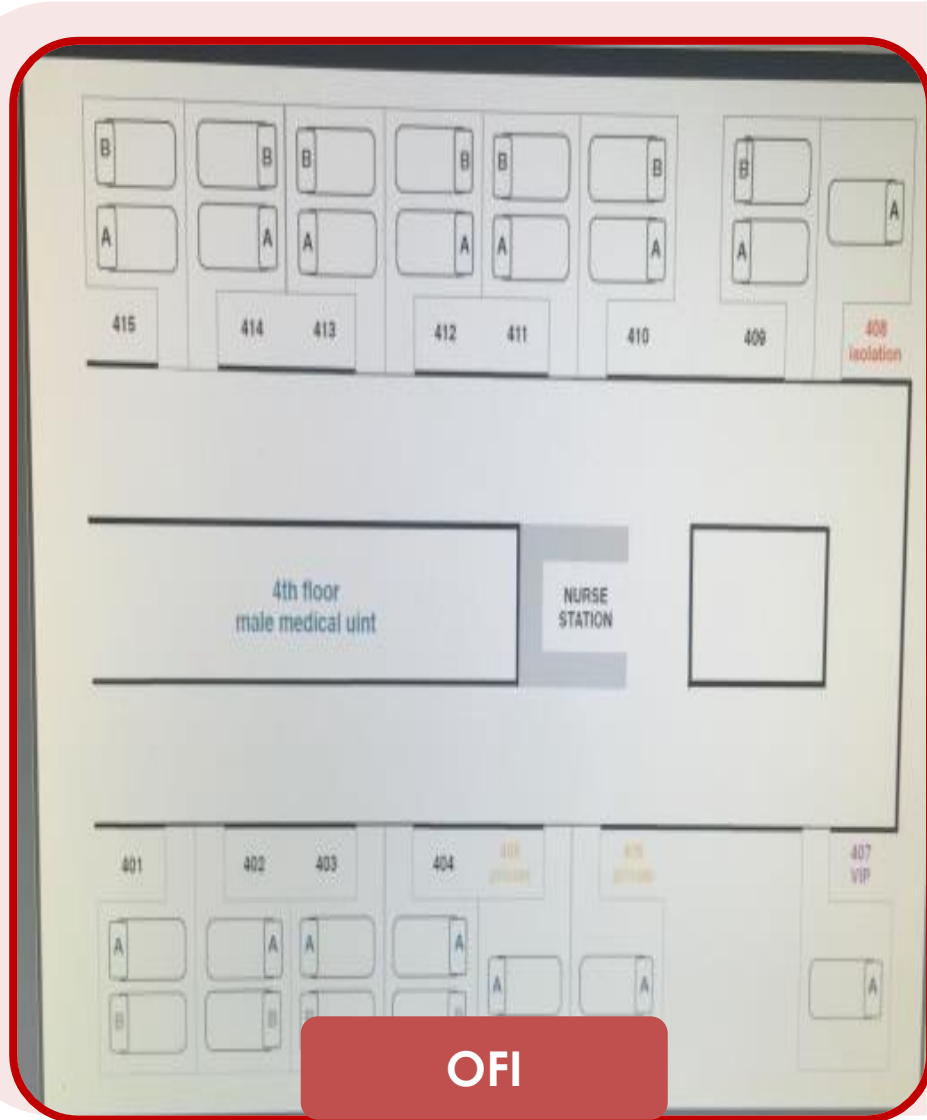 B B B B B B B
A A A A A A A A
415 414 413 412 411 410 409 408
isolation
4th floor
male medical uint
NURSE
STATION
401 402 403 404 407
VIP
A A A A A A A
B B
OFI